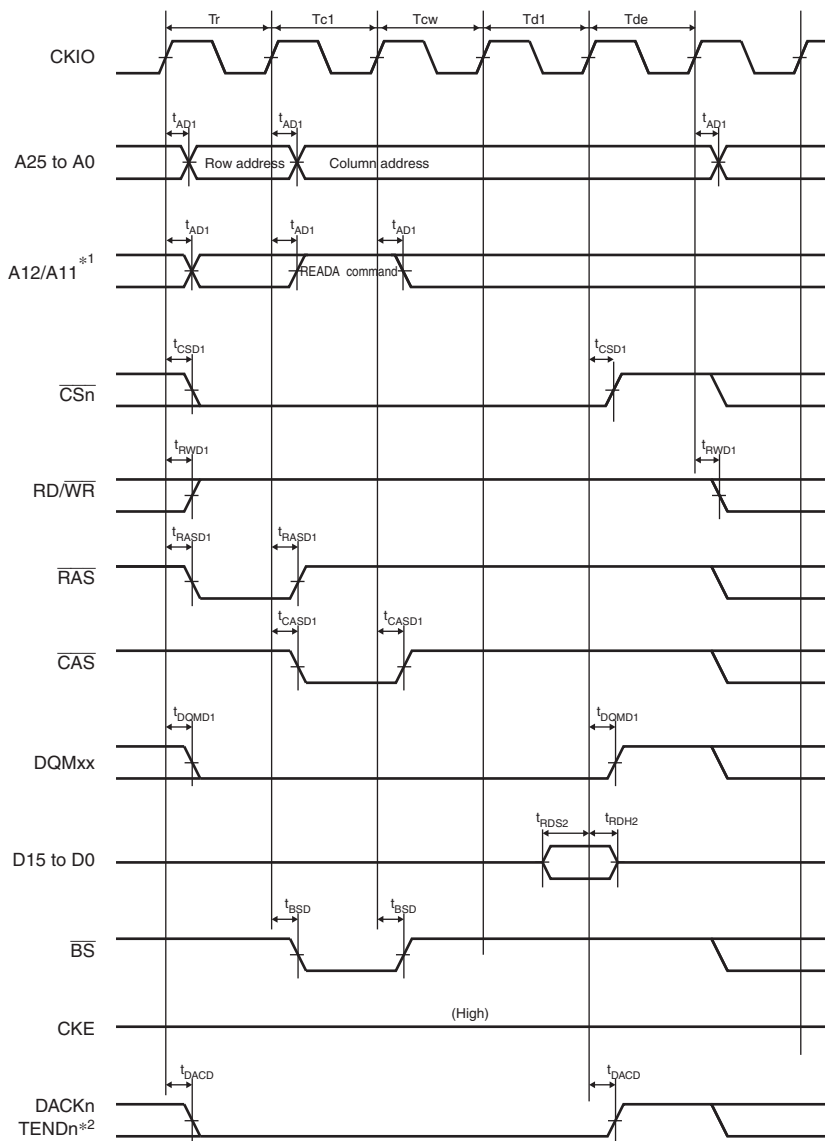 Tr Tc1 Tcw Td1 Tde
CKIO
tAD1 tAD1 tAD1
A25 to A0 Row address Column address
tAD1 tAD1 tAD1
A12/A11*1 READA command
tCSD1 tCSD1
CSn
tRWD1 tRWD1
RD/WR
tRASD1 tRASD1
RAS
tCASD1 tCASD1
CAS
tDQMD1 tDQMD1
DQMxx
tRDS2 tRDH2
D15 to D0
tBSD tBSD
BS
(High)
CKE
tDACD tDACD
DACKn
TENDn*2